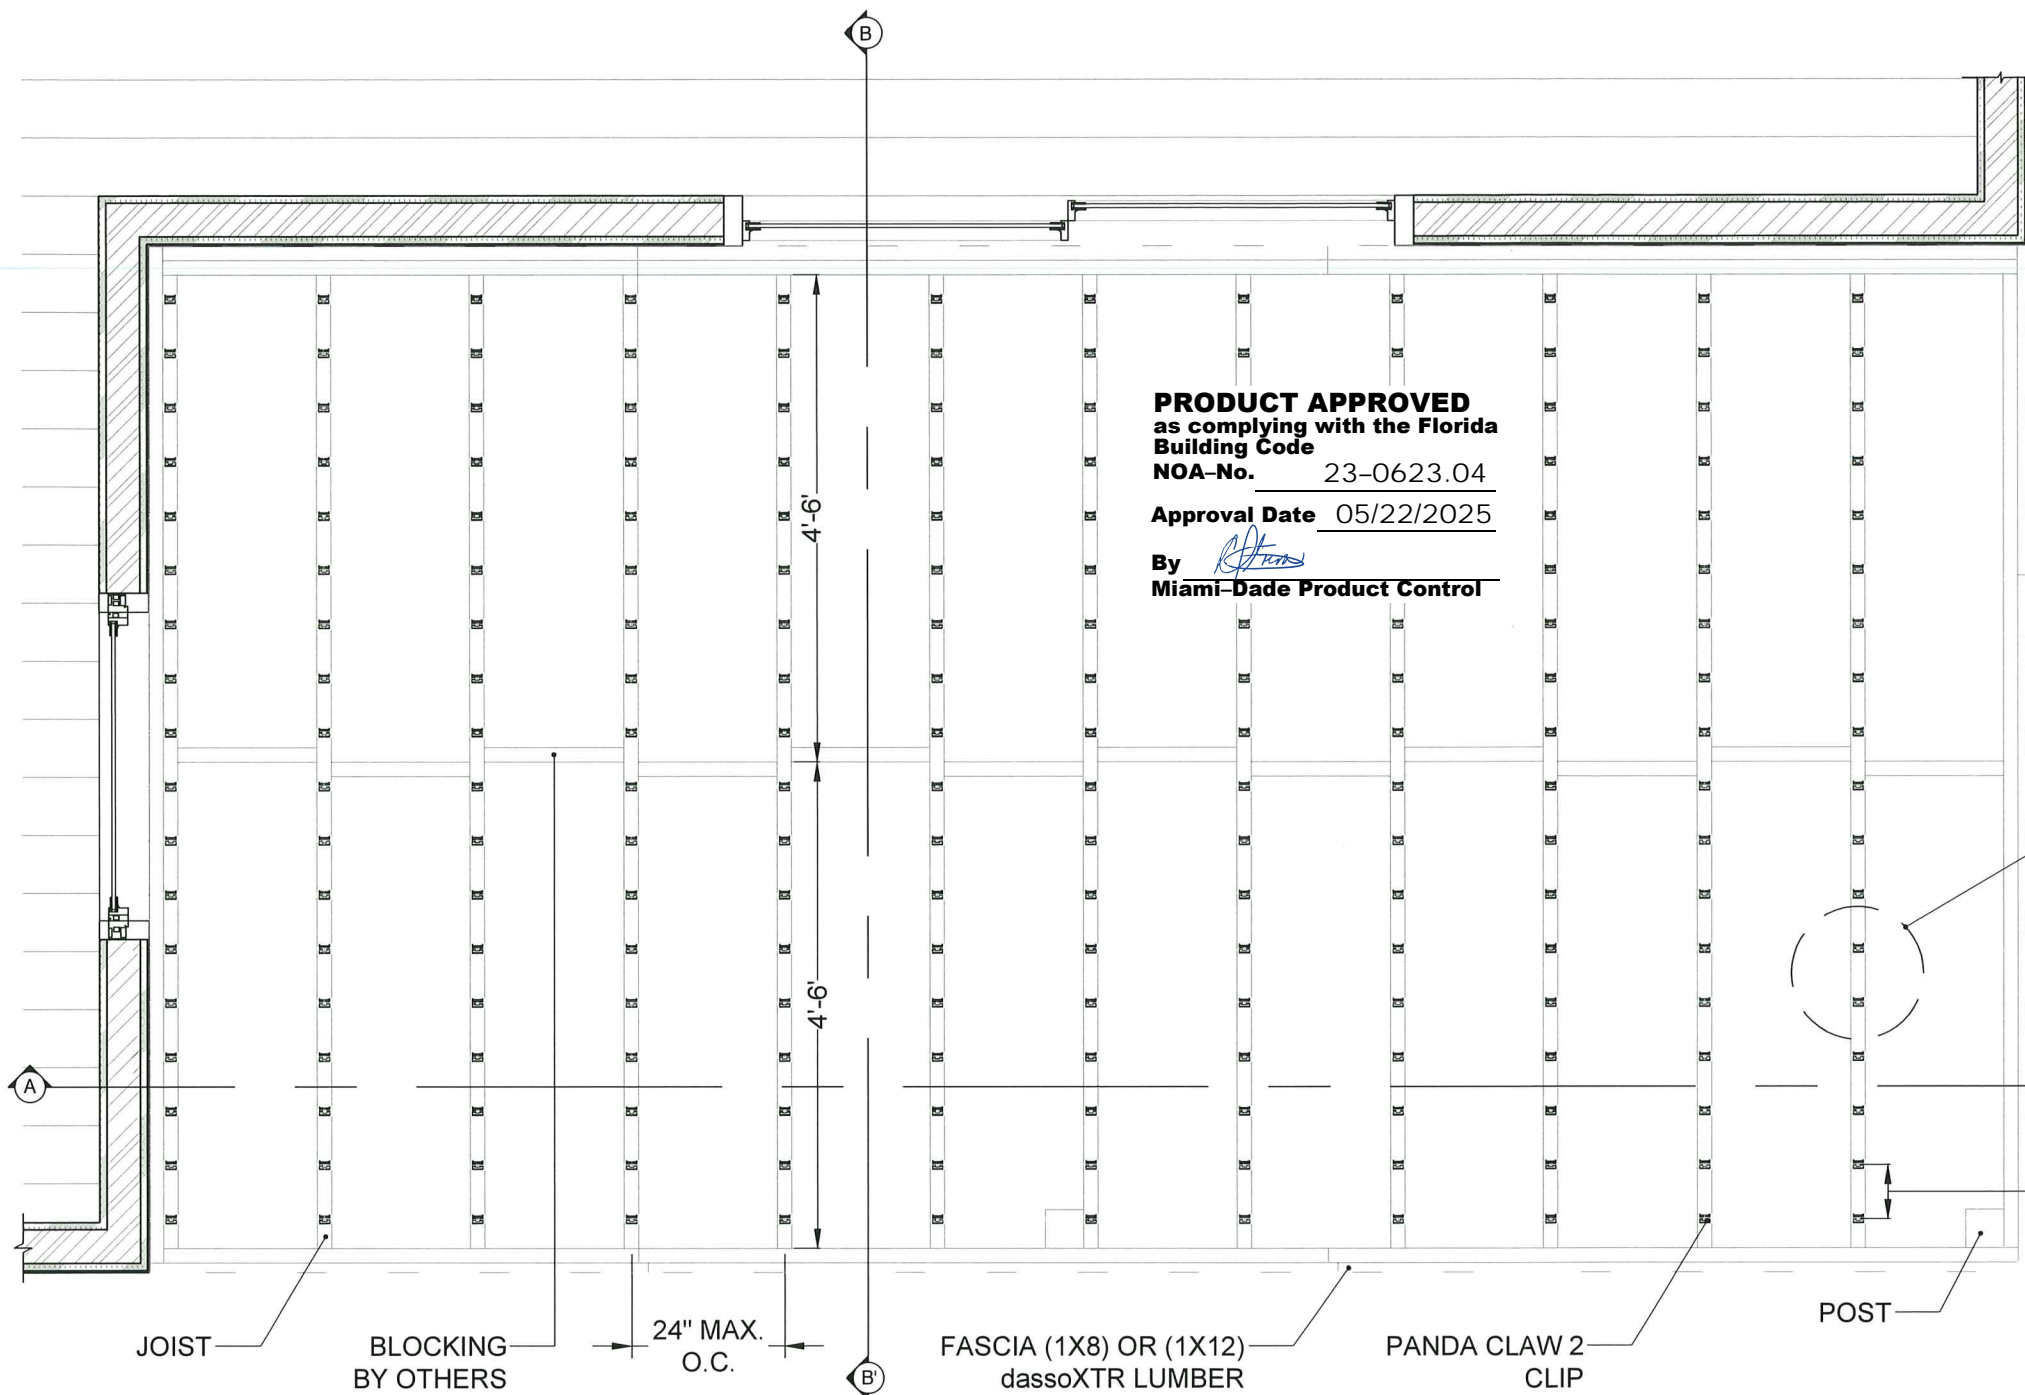 B
PRODUCT APPROVED
as complying with the Florida
Building Code
NOA–No. 23–0623.04
Approval Date 05/22/2025
By
Miami–Dade Product Control
4'-6'
4'-6'
A
JOIST
BLOCKING
BY OTHERS
24" MAX.
O.C.
B'
FASCIA (1X8) OR (1X12)
dassoXTR LUMBER
PANDA CLAW 2
CLIP
POST